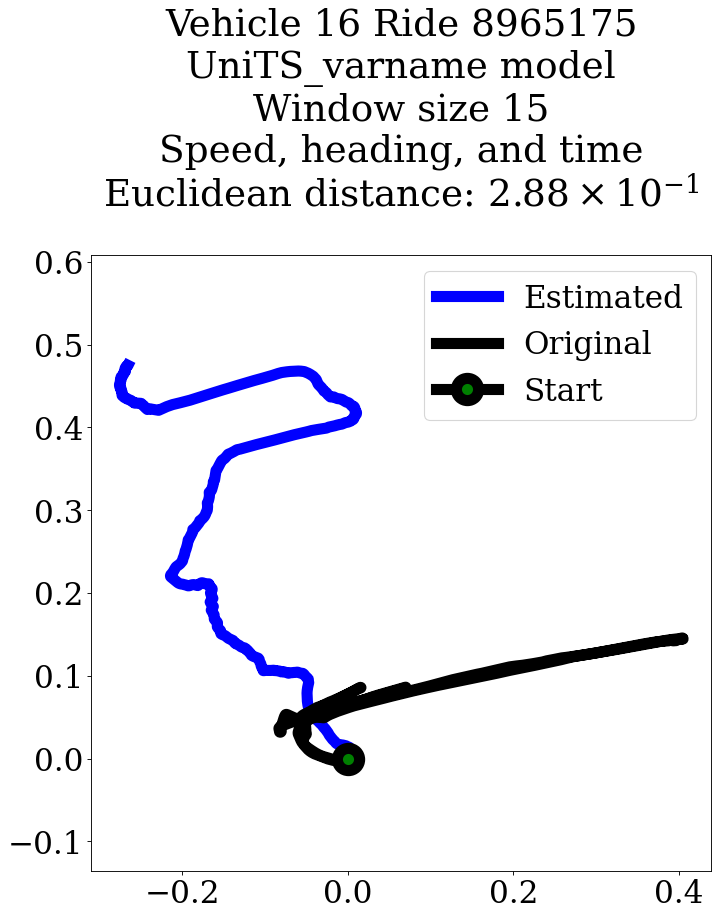 Vehicle 16 Ride 8965175
UniTS_varname model
Window size 15
Speed, heading, and time
Euclidean distance: 2.88 × 10⁻¹
0.6
0.5
0.4
0.3
0.2
0.1
0.0
−0.1
Estimated
Original
Start
−0.2 0.0 0.2 0.4